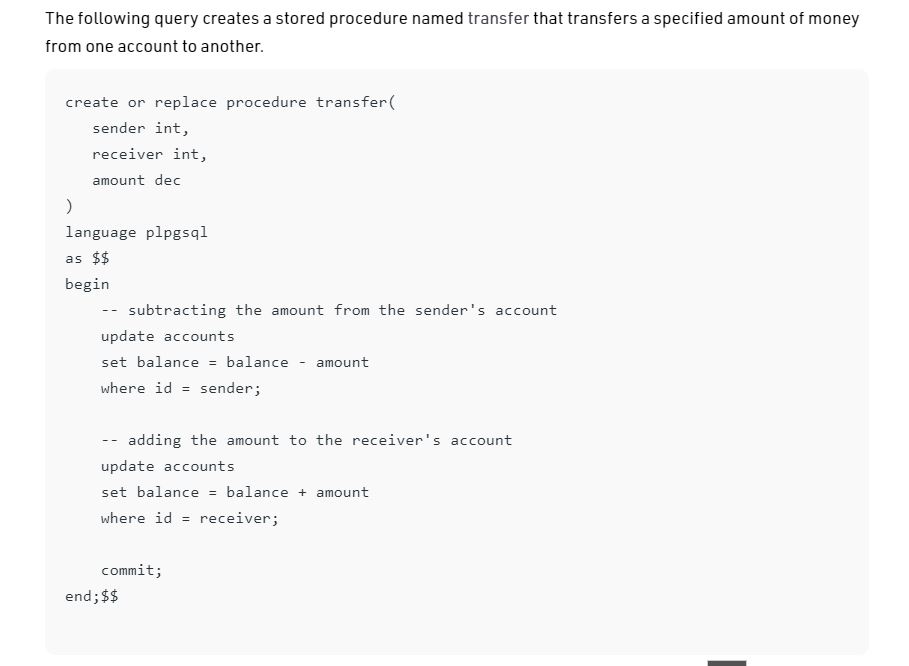 The following query creates a stored procedure named transfer that transfers a specified amount of money
from one account to another.
create or replace procedure transfer(
   sender int,
   receiver int,
   amount dec
)
language plpgsql
as $$
begin
    -- subtracting the amount from the sender's account
    update accounts
    set balance = balance - amount
    where id = sender;

    -- adding the amount to the receiver's account
    update accounts
    set balance = balance + amount
    where id = receiver;

    commit;
end;$$